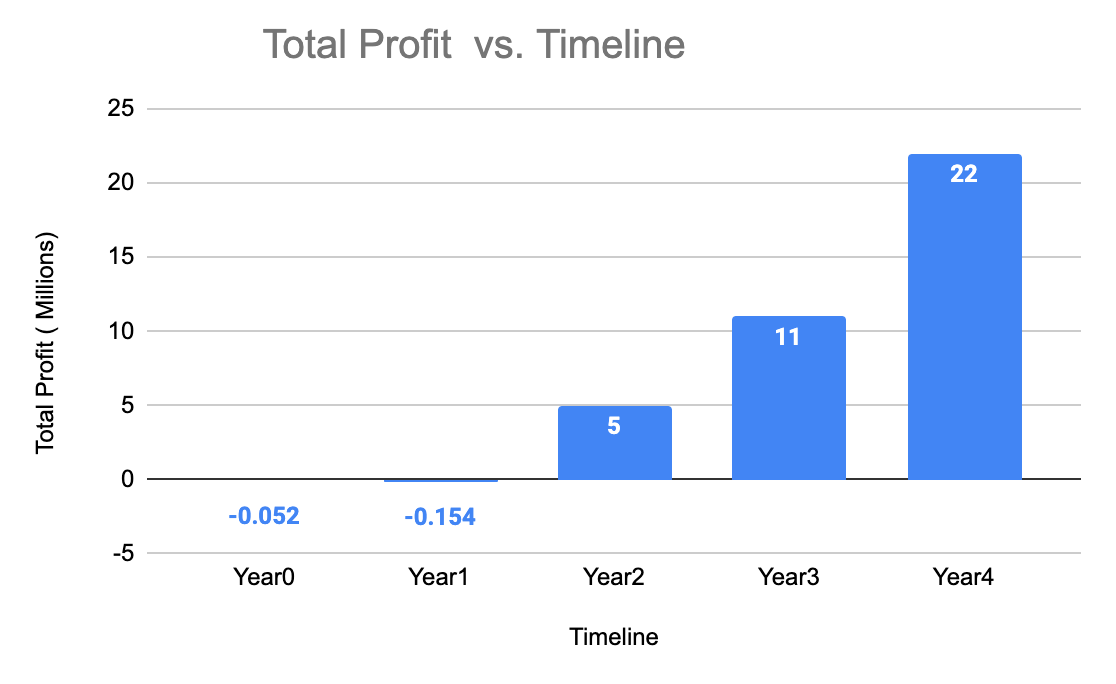 Total Profit  vs. Timeline
Total Profit ( Millions)
25
20
15
10
5
0
-5
-0.052
-0.154
5
11
22
Year0
Year1
Year2
Year3
Year4
Timeline